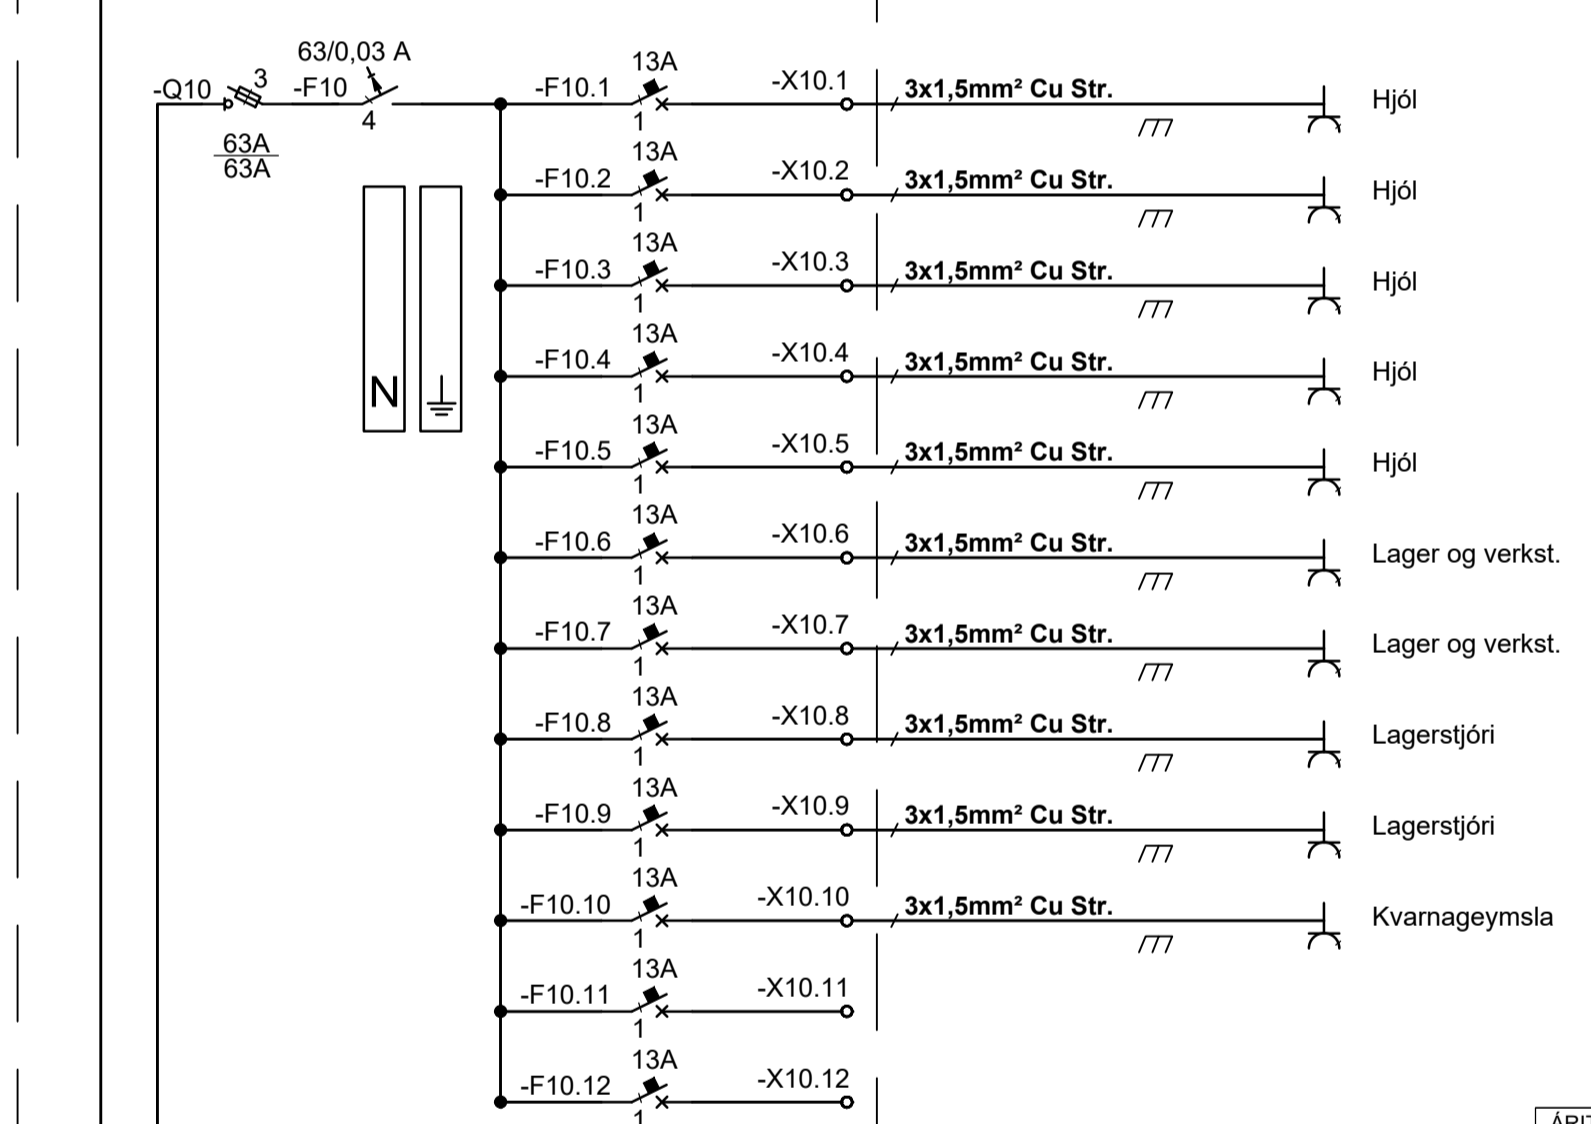 63/0,03 A
-Q10 3 -F10
4
63A
63A
N
13A
-F10.1 -X10.1 3x1,5mm² Cu Str. Hjól
1
13A
-F10.2 -X10.2 3x1,5mm² Cu Str. Hjól
1
13A
-F10.3 -X10.3 3x1,5mm² Cu Str. Hjól
1
13A
-F10.4 -X10.4 3x1,5mm² Cu Str. Hjól
1
13A
-F10.5 -X10.5 3x1,5mm² Cu Str. Hjól
1
13A
-F10.6 -X10.6 3x1,5mm² Cu Str. Lager og verkst.
1
13A
-F10.7 -X10.7 3x1,5mm² Cu Str. Lager og verkst.
1
13A
-F10.8 -X10.8 3x1,5mm² Cu Str. Lagerstjóri
1
13A
-F10.9 -X10.9 3x1,5mm² Cu Str. Lagerstjóri
1
13A
-F10.10 -X10.10 3x1,5mm² Cu Str. Kvarnageymsla
1
13A
-F10.11 -X10.11
1
13A
-F10.12 -X10.12
1